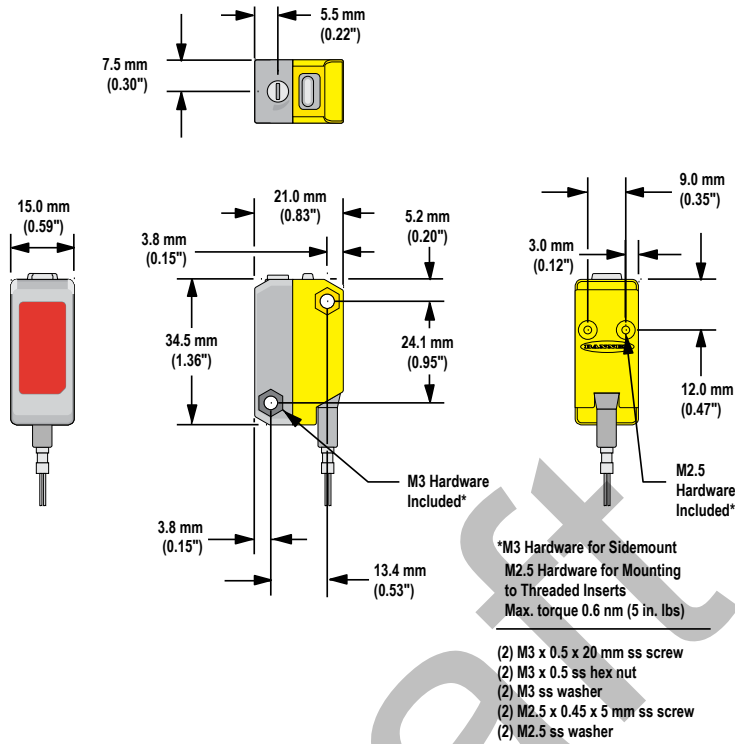 5.5 mm
(0.22")
7.5 mm
(0.30")
15.0 mm
(0.59")
21.0 mm
(0.83")
3.8 mm
(0.15")
5.2 mm
(0.20")
9.0 mm
(0.35")
3.0 mm
(0.12")
34.5 mm
(1.36")
24.1 mm
(0.95")
BANNER
12.0 mm
(0.47")
M3 Hardware
Included*
M2.5
Hardware
Included*
3.8 mm
(0.15")
13.4 mm
(0.53")
*M3 Hardware for Sidemount
M2.5 Hardware for Mounting
to Threaded Inserts
Max. torque 0.6 nm (5 in. lbs)
(2) M3 x 0.5 x 20 mm ss screw
(2) M3 x 0.5 ss hex nut
(2) M3 ss washer
(2) M2.5 x 0.45 x 5 mm ss screw
(2) M2.5 ss washer